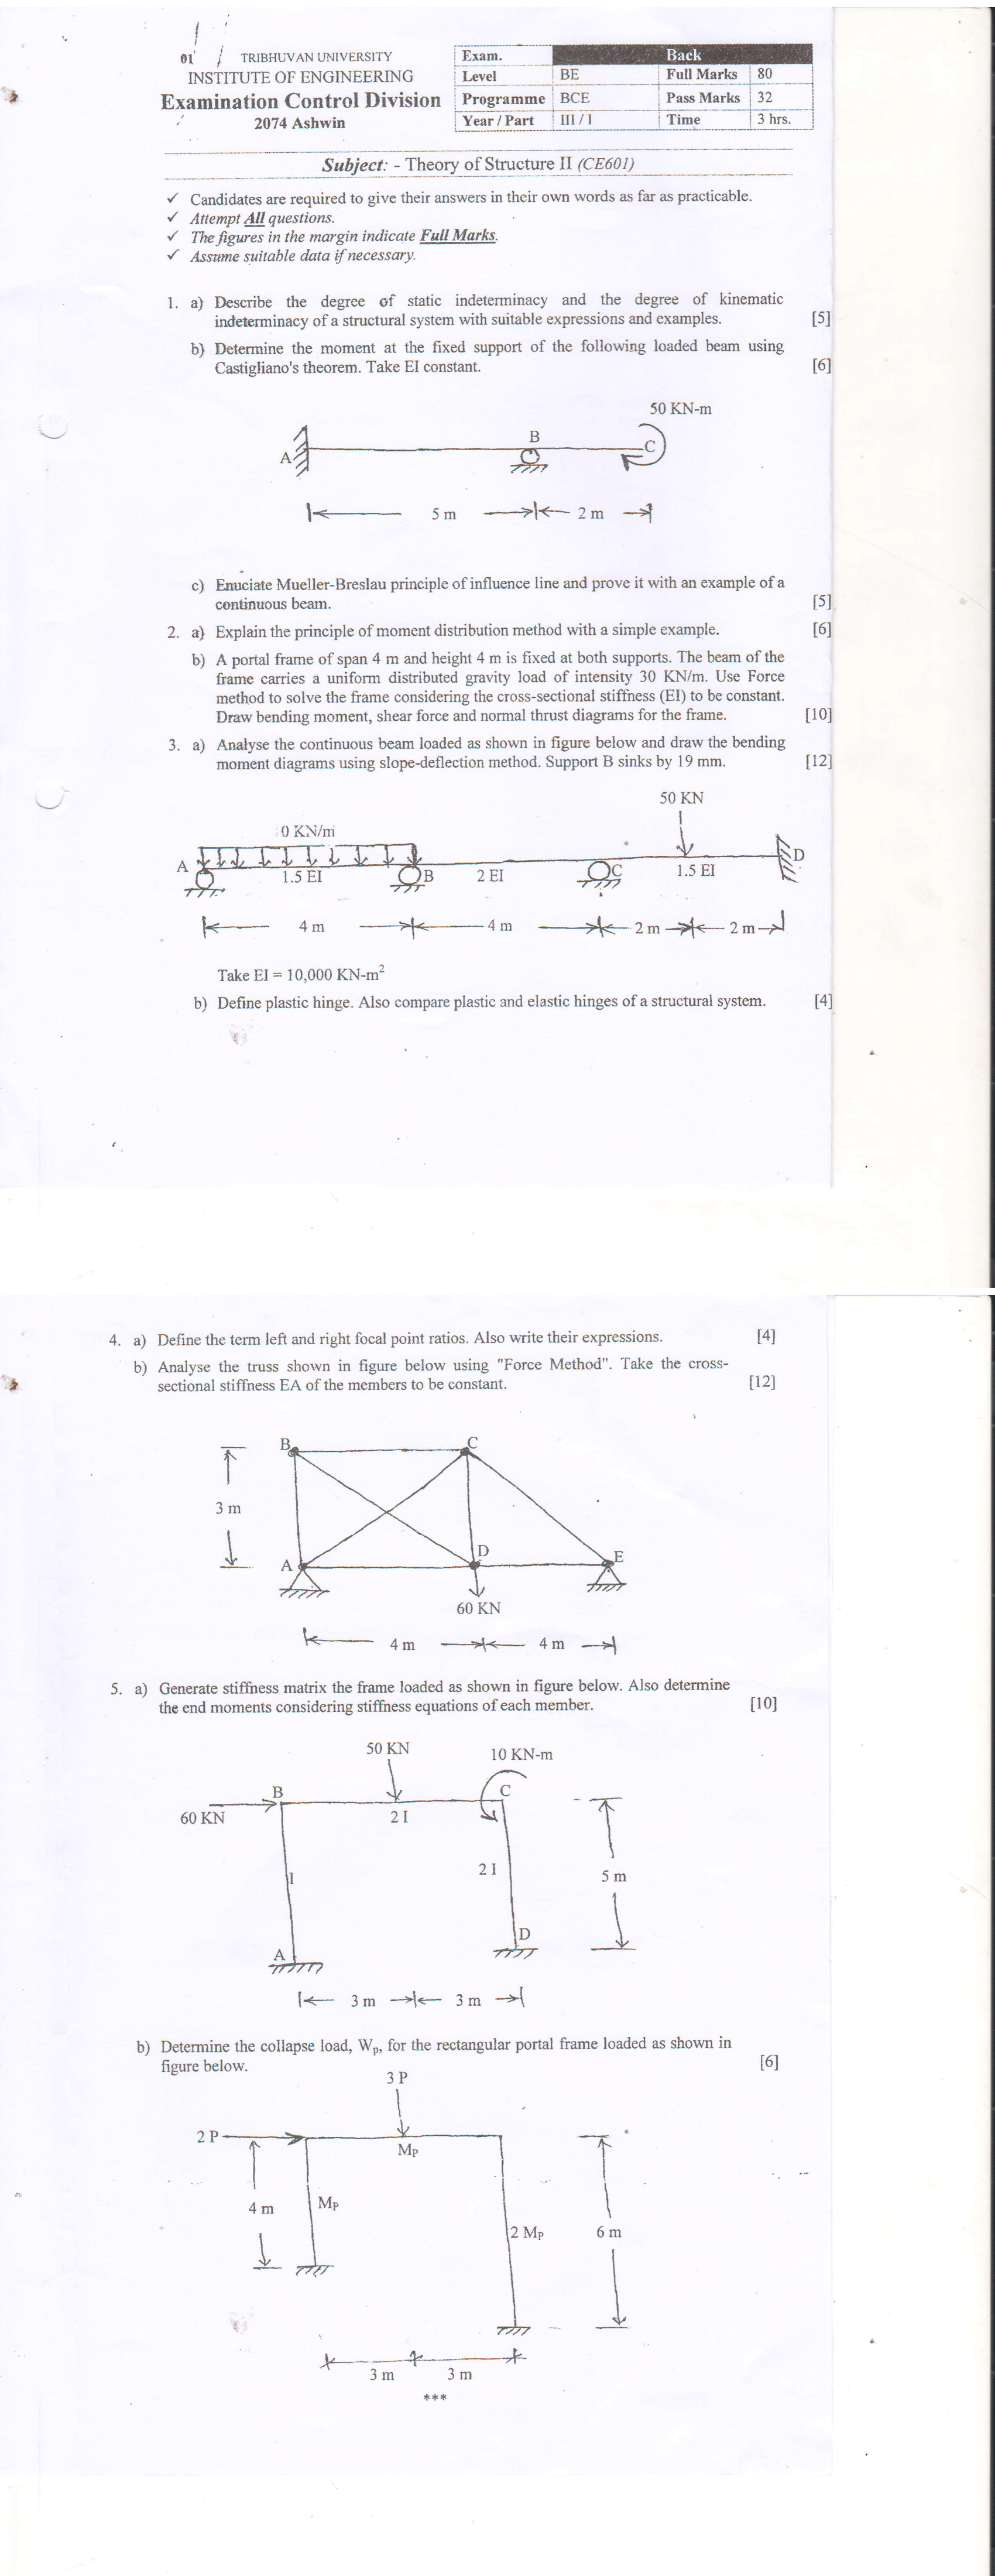 01
TRIBHUVAN UNIVERSITY
INSTITUTE OF ENGINEERING
Examination Control Division
2074 Ashwin
Exam. Back
Level BE Full Marks 80
Programme BCE Pass Marks 32
Year / Part III / I Time 3 hrs.
Subject: - Theory of Structure II (CE601)
✓ Candidates are required to give their answers in their own words as far as practicable.
✓ Attempt All questions.
✓ The figures in the margin indicate Full Marks.
✓ Assume suitable data if necessary.
1. a) Describe the degree of static indeterminacy and the degree of kinematic
indeterminacy of a structural system with suitable expressions and examples. [5]
b) Determine the moment at the fixed support of the following loaded beam using
Castigliano's theorem. Take EI constant. [6]
50 KN-m
A B C
5 m 2 m
c) Enuciate Mueller-Breslau principle of influence line and prove it with an example of a
continuous beam. [5]
2. a) Explain the principle of moment distribution method with a simple example. [6]
b) A portal frame of span 4 m and height 4 m is fixed at both supports. The beam of the
frame carries a uniform distributed gravity load of intensity 30 KN/m. Use Force
method to solve the frame considering the cross-sectional stiffness (EI) to be constant.
Draw bending moment, shear force and normal thrust diagrams for the frame. [10]
3. a) Analyse the continuous beam loaded as shown in figure below and draw the bending
moment diagrams using slope-deflection method. Support B sinks by 19 mm. [12]
50 KN
0 KN/m
A B C D
1.5 EI 2 EI 1.5 EI
4 m 4 m 2 m 2 m
Take EI = 10,000 KN-m²
b) Define plastic hinge. Also compare plastic and elastic hinges of a structural system. [4]
4. a) Define the term left and right focal point ratios. Also write their expressions. [4]
b) Analyse the truss shown in figure below using "Force Method". Take the cross-
sectional stiffness EA of the members to be constant. [12]
B C
3 m
A D E
60 KN
4 m 4 m
5. a) Generate stiffness matrix the frame loaded as shown in figure below. Also determine
the end moments considering stiffness equations of each member. [10]
50 KN 10 KN-m
B C
60 KN 2 I
I 2 I 5 m
A D
3 m 3 m
b) Determine the collapse load, Wp, for the rectangular portal frame loaded as shown in
figure below. [6]
3 P
2 P
Mp
4 m Mp 2 Mp 6 m
3 m 3 m
***